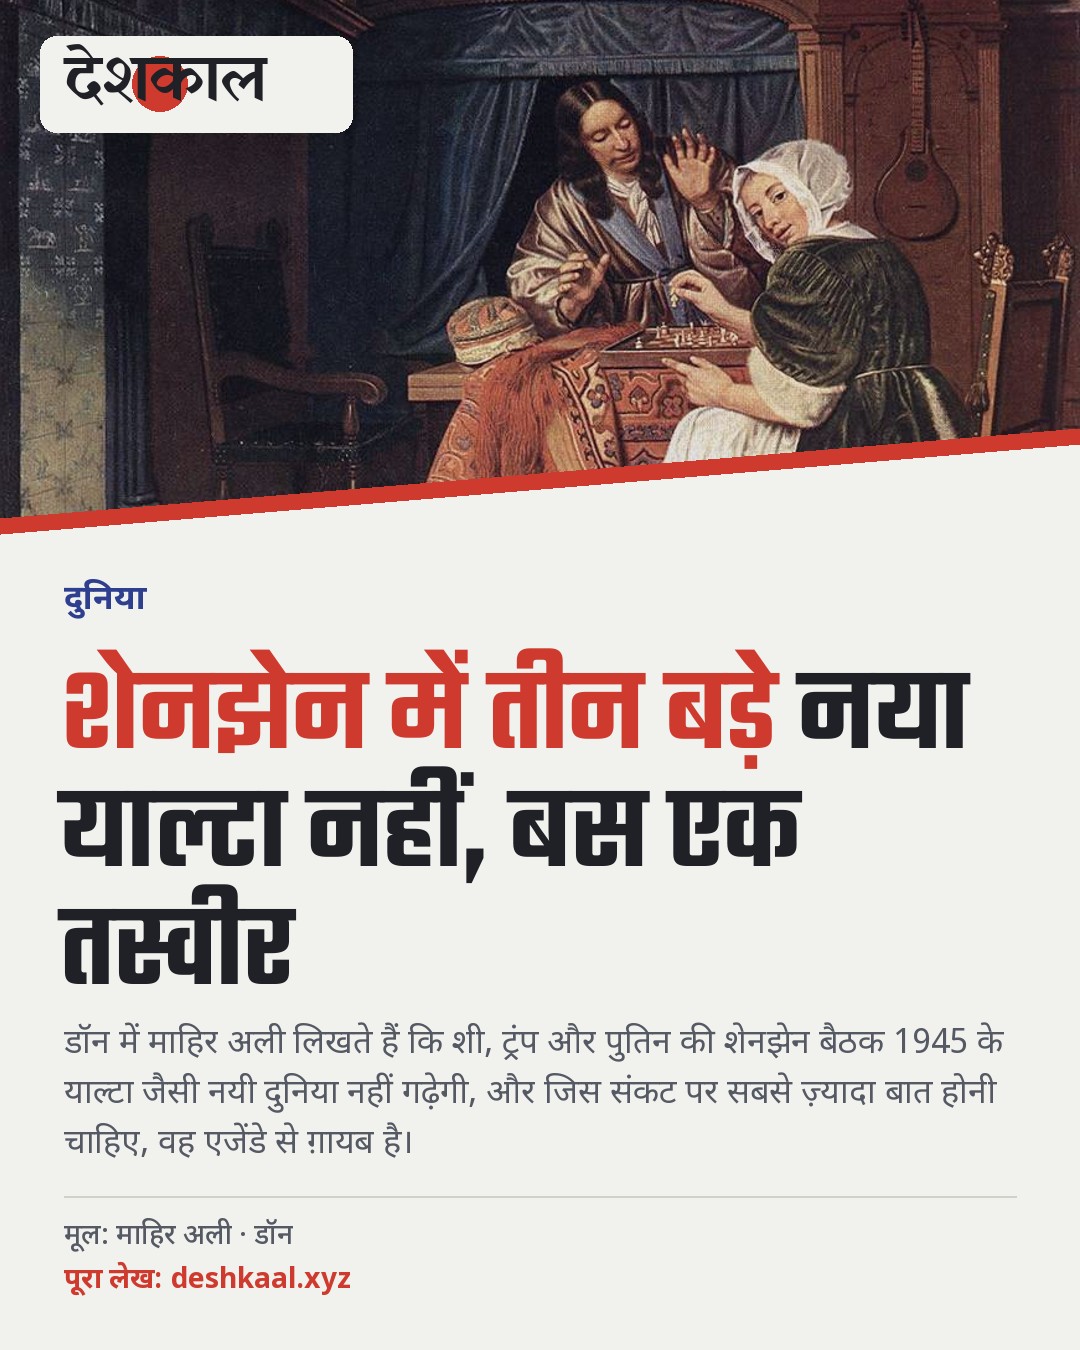 देशकाल
दुनिया
शेनझेन में तीन बड़े नया
याल्टा नहीं, बस एक
तस्वीर
डॉन में माहिर अली लिखते हैं कि शी, ट्रंप और पुतिन की शेनझेन बैठक 1945 के
याल्टा जैसी नयी दुनिया नहीं गढ़ेगी, और जिस संकट पर सबसे ज़्यादा बात होनी
चाहिए, वह एजेंडे से ग़ायब है।
मूल: माहिर अली · डॉन
पूरा लेख: deshkaal.xyz